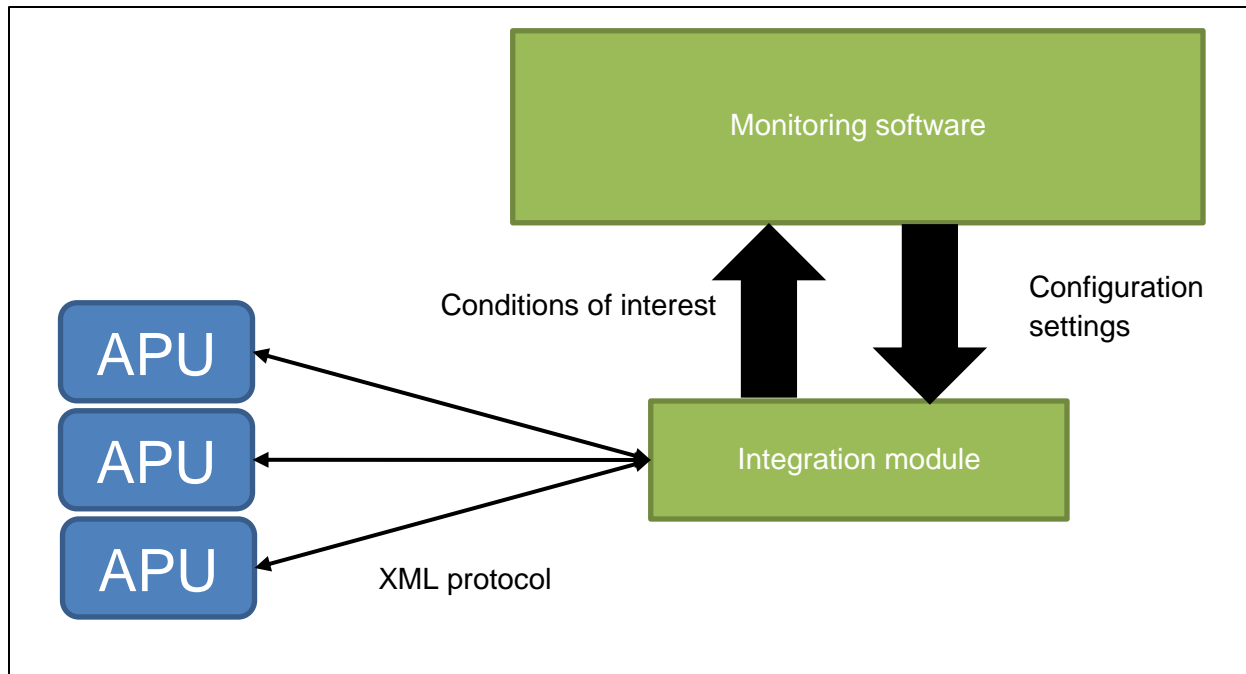 Monitoring software
Conditions of interest
Configuration
settings
APU
APU
APU
Integration module
XML protocol